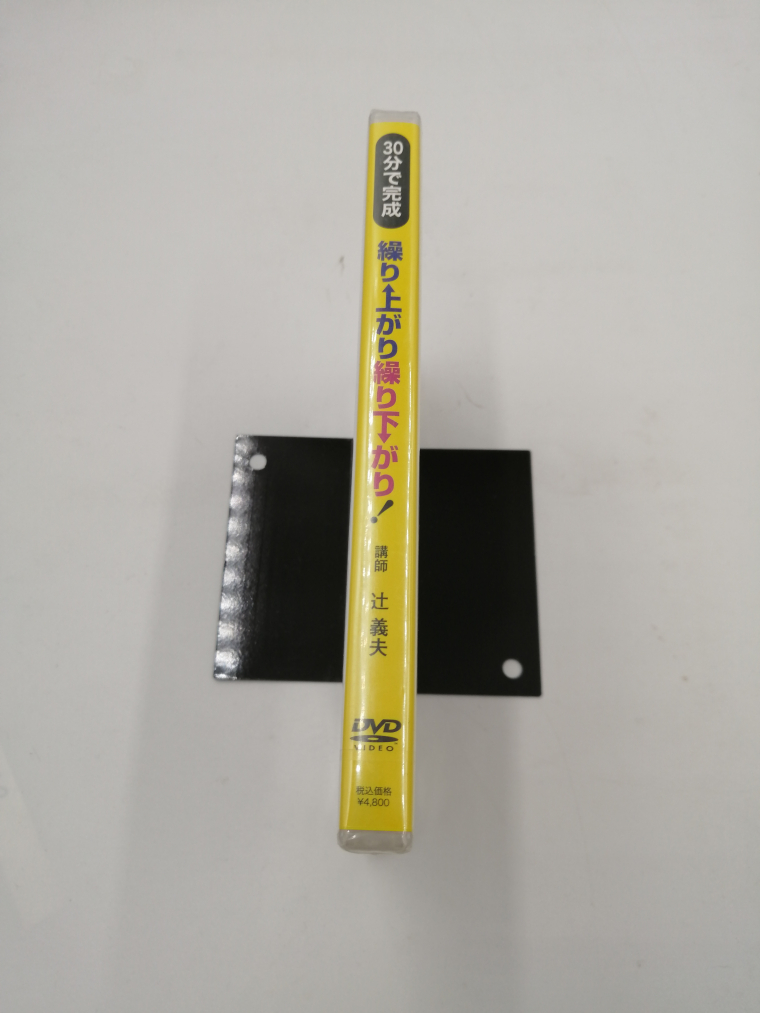 30分で完成
繰り上がり繰り下がり!
講師 辻 義夫
DVD
VIDEO
税込価格
¥4,800